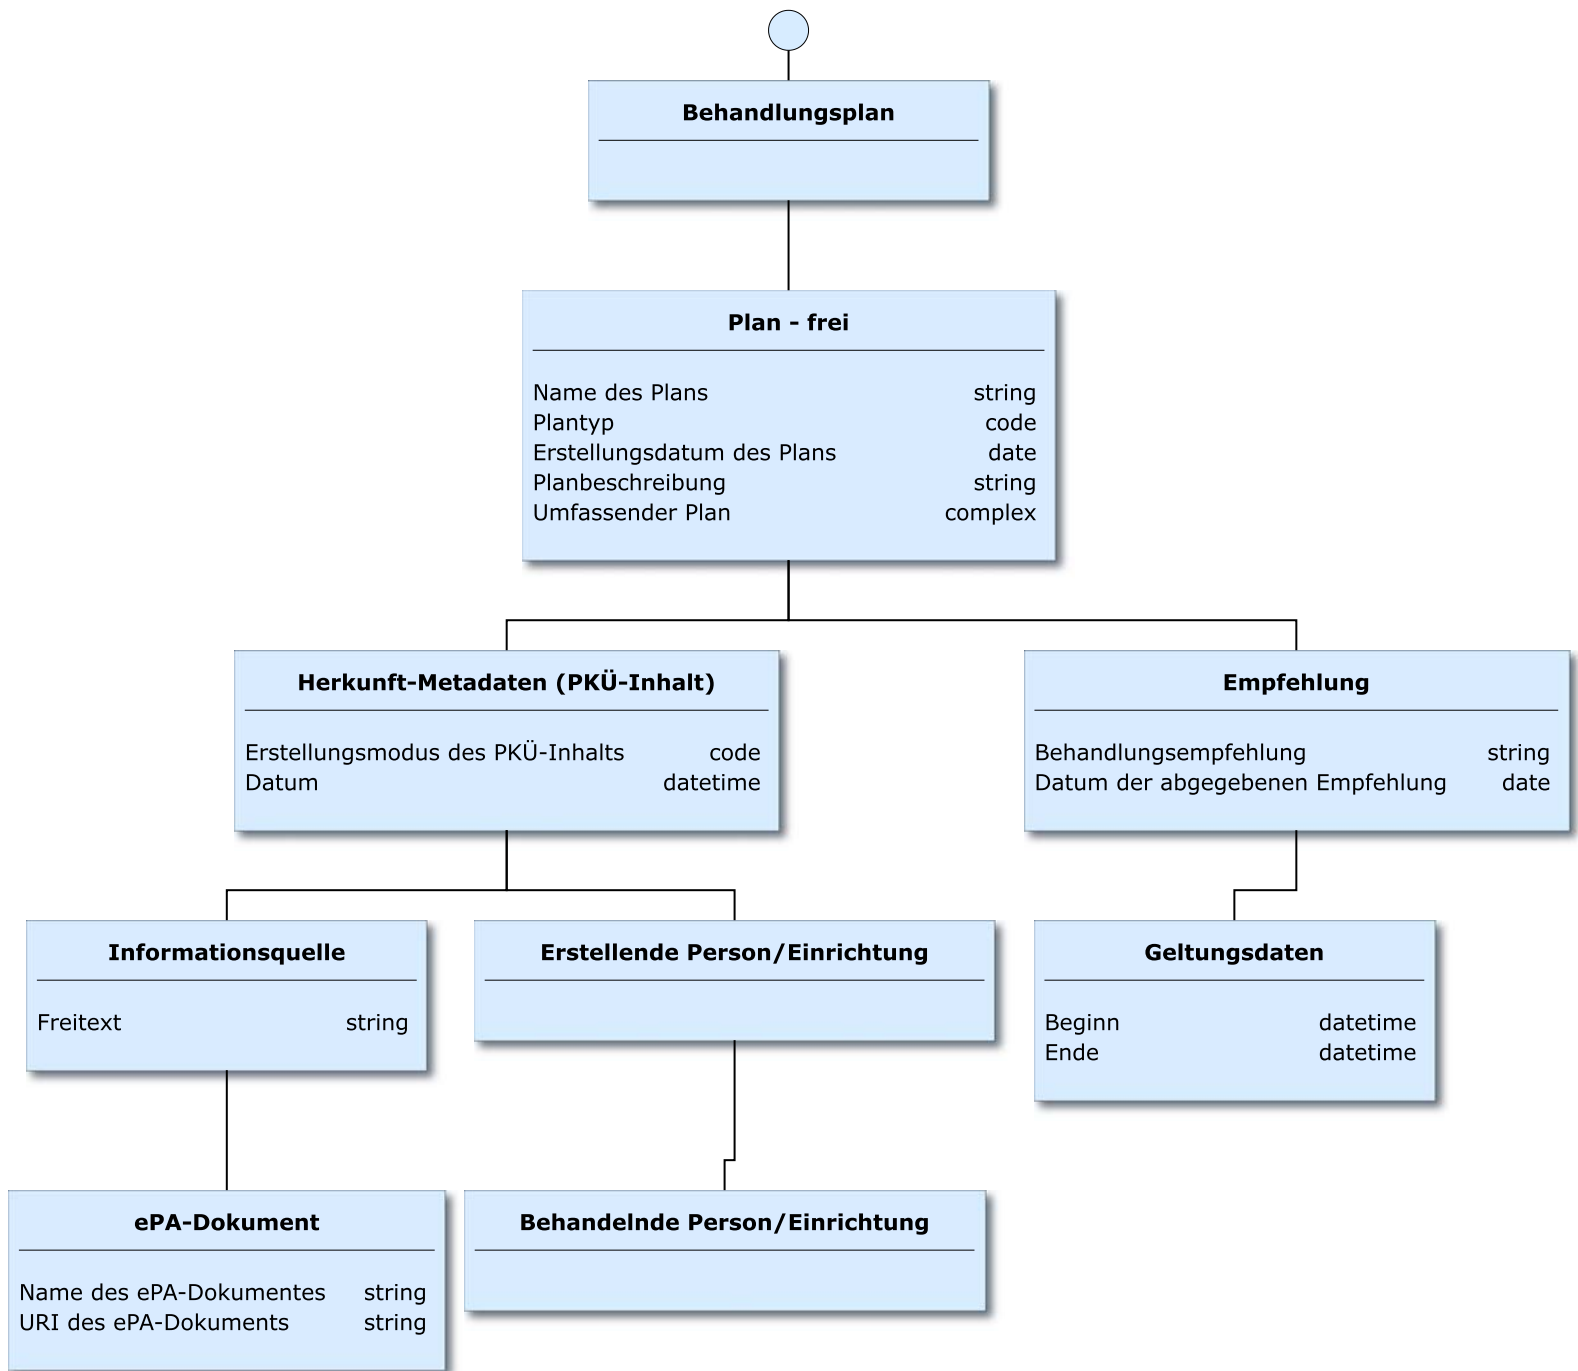 Behandlungsplan
Plan - frei
Name des Plans string
Plantyp code
Erstellungsdatum des Plans date
Planbeschreibung string
Umfassender Plan complex
Herkunft-Metadaten (PKÜ-Inhalt)
Erstellungsmodus des PKÜ-Inhalts code
Datum datetime
Empfehlung
Behandlungsempfehlung string
Datum der abgegebenen Empfehlung date
Informationsquelle
Freitext string
Erstellende Person/Einrichtung
Geltungsdaten
Beginn datetime
Ende datetime
ePA-Dokument
Name des ePA-Dokumentes string
URI des ePA-Dokuments string
Behandelnde Person/Einrichtung